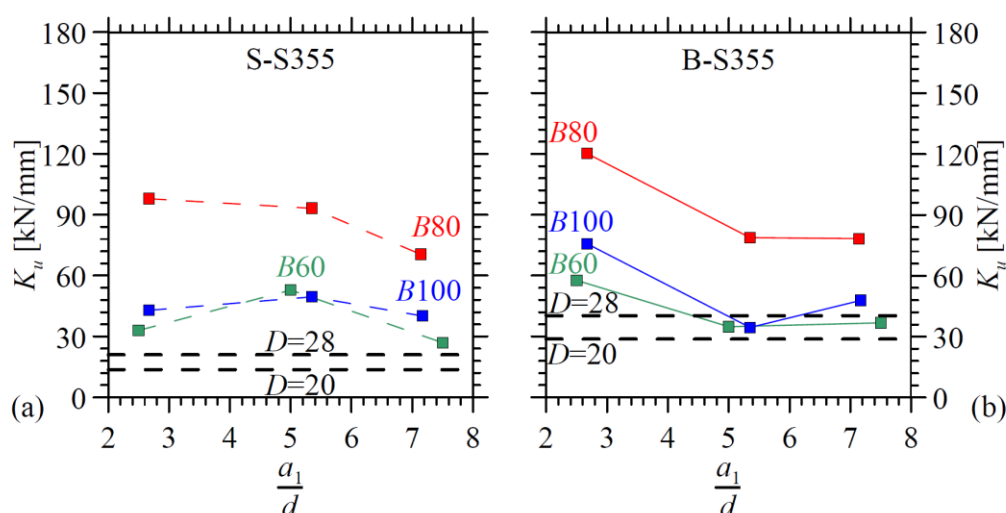 S-S355
B-S355
K_u [kN/mm]
180
150
120
90
60
30
0
B80
B60
B100
D=28
D=20
(a)
2 3 4 5 6 7 8
a_1
d
B80
B100
B60
D=28
D=20
180
150
120
90
60
30
0
K_u [kN/mm]
(b)
2 3 4 5 6 7 8
a_1
d